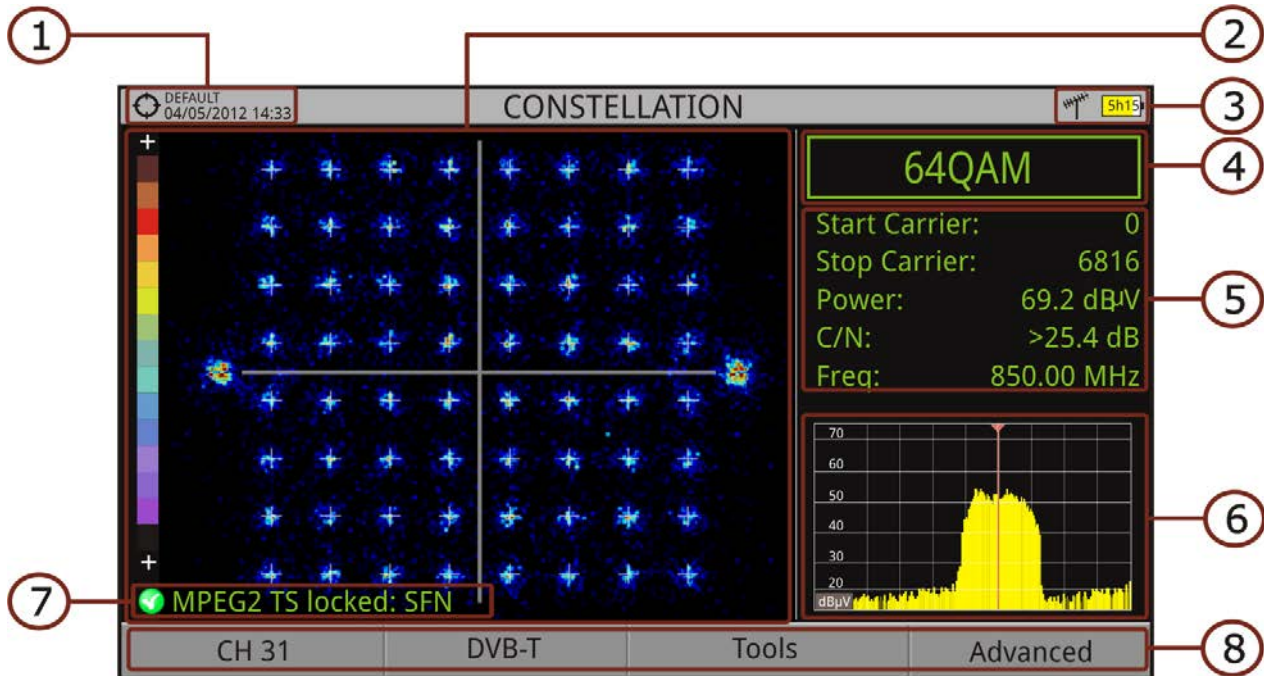 1
2
DEFAULT
04/05/2012 14:33
CONSTELLATION
5h15
3
+
64QAM
4
Start Carrier: 0
Stop Carrier: 6816
Power: 69.2 dBµV
C/N: >25.4 dB
Freq: 850.00 MHz
5
70
60
50
40
30
20
dBµV
6
+
7
MPEG2 TS locked: SFN
CH 31
DVB-T
Tools
Advanced
8